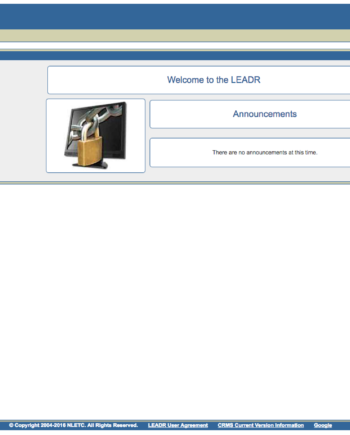 Welcome to the LEADR
Announcements
There are no announcements at this time.
© Copyright 2004-2016 NLETC. All Rights Reserved. LEADR User Agreement CRMS Current Version Information Google